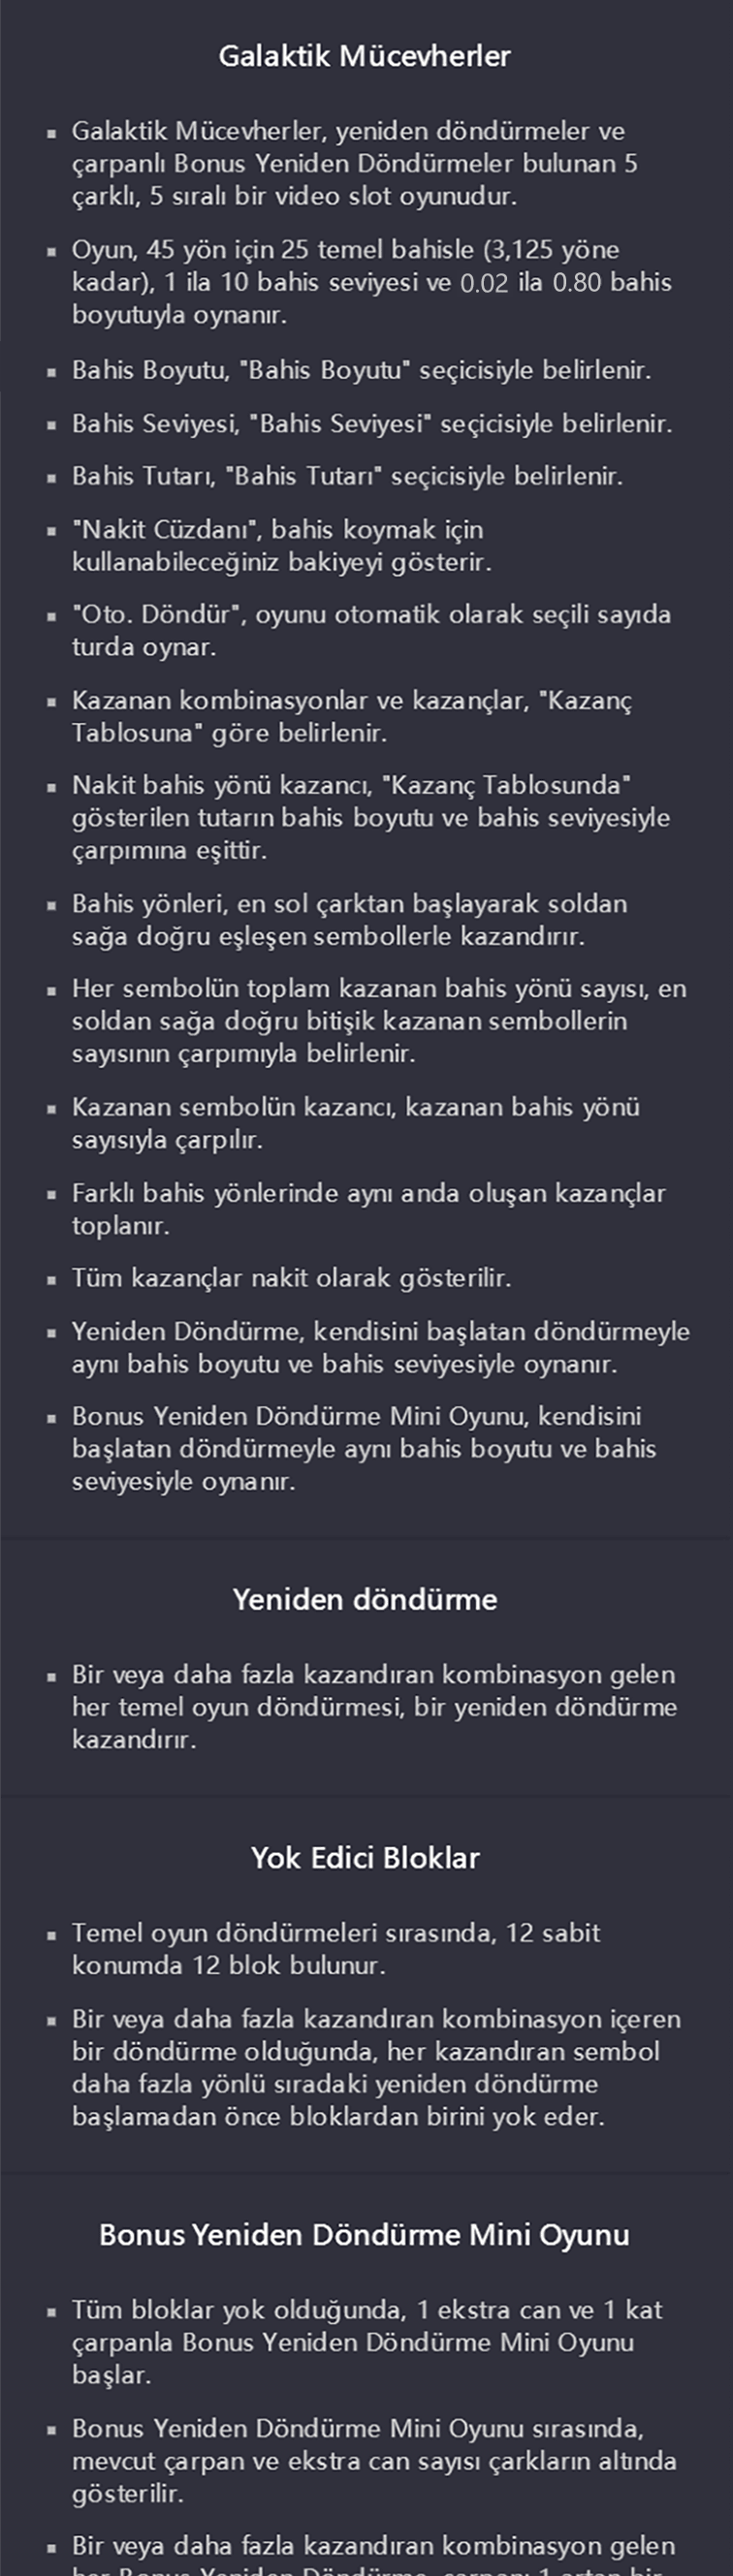 Galaktik Mücevherler
▪ Galaktik Mücevherler, yeniden döndürmeler ve
çarpanlı Bonus Yeniden Döndürmeler bulunan 5
çarklı, 5 sıralı bir video slot oyunudur.
▪ Oyun, 45 yön için 25 temel bahisle (3,125 yöne
kadar), 1 ila 10 bahis seviyesi ve 0.02 ila 0.80 bahis
boyutuyla oynanır.
▪ Bahis Boyutu, "Bahis Boyutu" seçicisiyle belirlenir.
▪ Bahis Seviyesi, "Bahis Seviyesi" seçicisiyle belirlenir.
▪ Bahis Tutarı, "Bahis Tutarı" seçicisiyle belirlenir.
▪ "Nakit Cüzdanı", bahis koymak için
kullanabileceğiniz bakiyeyi gösterir.
▪ "Oto. Döndür", oyunu otomatik olarak seçili sayıda
turda oynar.
▪ Kazanan kombinasyonlar ve kazançlar, "Kazanç
Tablosuna" göre belirlenir.
▪ Nakit bahis yönü kazancı, "Kazanç Tablosunda"
gösterilen tutarın bahis boyutu ve bahis seviyesiyle
çarpımına eşittir.
▪ Bahis yönleri, en sol çarktan başlayarak soldan
sağa doğru eşleşen sembollerle kazandırır.
▪ Her sembolün toplam kazanan bahis yönü sayısı, en
soldan sağa doğru bitişik kazanan sembollerin
sayısının çarpımıyla belirlenir.
▪ Kazanan sembolün kazancı, kazanan bahis yönü
sayısıyla çarpılır.
▪ Farklı bahis yönlerinde aynı anda oluşan kazançlar
toplanır.
▪ Tüm kazançlar nakit olarak gösterilir.
▪ Yeniden Döndürme, kendisini başlatan döndürmeyle
aynı bahis boyutu ve bahis seviyesiyle oynanır.
▪ Bonus Yeniden Döndürme Mini Oyunu, kendisini
başlatan döndürmeyle aynı bahis boyutu ve bahis
seviyesiyle oynanır.
Yeniden döndürme
▪ Bir veya daha fazla kazandıran kombinasyon gelen
her temel oyun döndürmesi, bir yeniden döndürme
kazandırır.
Yok Edici Bloklar
▪ Temel oyun döndürmeleri sırasında, 12 sabit
konumda 12 blok bulunur.
▪ Bir veya daha fazla kazandıran kombinasyon içeren
bir döndürme olduğunda, her kazandıran sembol
daha fazla yönlü sıradaki yeniden döndürme
başlamadan önce bloklardan birini yok eder.
Bonus Yeniden Döndürme Mini Oyunu
▪ Tüm bloklar yok olduğunda, 1 ekstra can ve 1 kat
çarpanla Bonus Yeniden Döndürme Mini Oyunu
başlar.
▪ Bonus Yeniden Döndürme Mini Oyunu sırasında,
mevcut çarpan ve ekstra can sayısı çarkların altında
gösterilir.
▪ Bir veya daha fazla kazandıran kombinasyon gelen